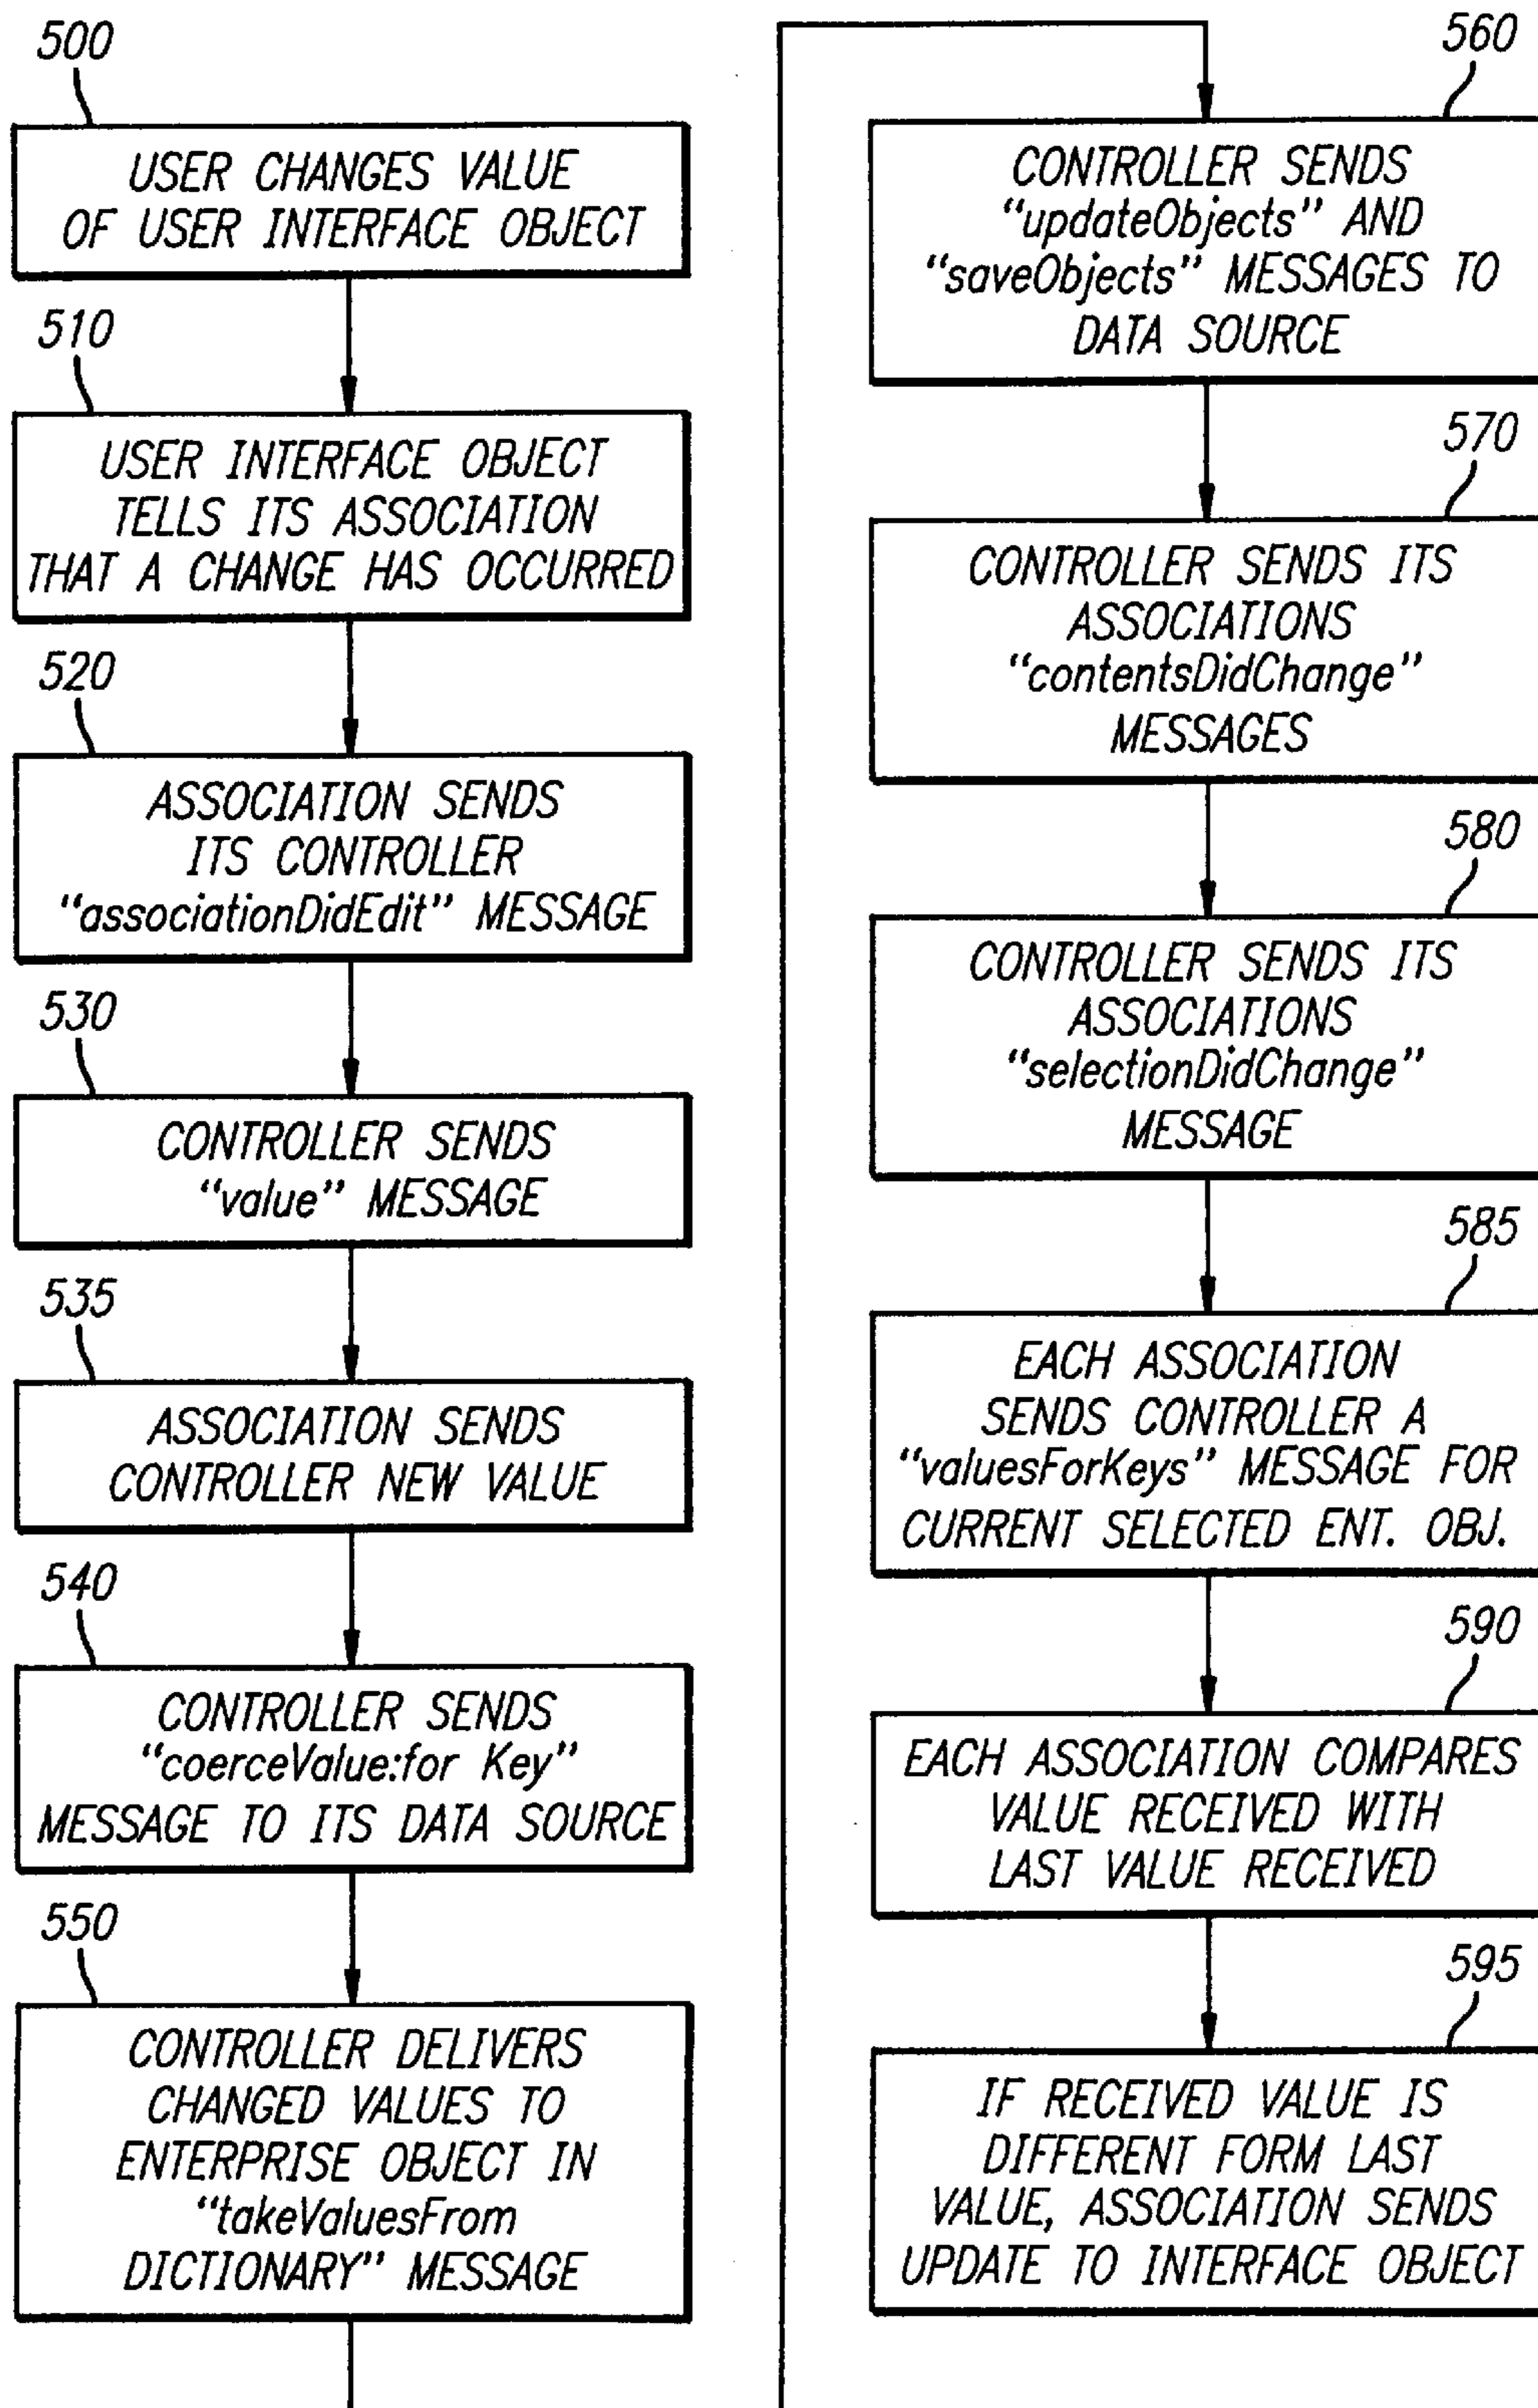 500
USER CHANGES VALUE
OF USER INTERFACE OBJECT
510
USER INTERFACE OBJECT
TELLS ITS ASSOCIATION
THAT A CHANGE HAS OCCURRED
520
ASSOCIATION SENDS
ITS CONTROLLER
“associationDidEdit” MESSAGE
530
CONTROLLER SENDS
“value” MESSAGE
535
ASSOCIATION SENDS
CONTROLLER NEW VALUE
540
CONTROLLER SENDS
“coerceValue:for Key”
MESSAGE TO ITS DATA SOURCE
550
CONTROLLER DELIVERS
CHANGED VALUES TO
ENTERPRISE OBJECT IN
“takeValuesFrom
DICTIONARY” MESSAGE
560
CONTROLLER SENDS
“updateObjects” AND
“saveObjects” MESSAGES TO
DATA SOURCE
570
CONTROLLER SENDS ITS
ASSOCIATIONS
“contentsDidChange”
MESSAGES
580
CONTROLLER SENDS ITS
ASSOCIATIONS
“selectionDidChange”
MESSAGE
585
EACH ASSOCIATION
SENDS CONTROLLER A
“valuesForKeys” MESSAGE FOR
CURRENT SELECTED ENT. OBJ.
590
EACH ASSOCIATION COMPARES
VALUE RECEIVED WITH
LAST VALUE RECEIVED
595
IF RECEIVED VALUE IS
DIFFERENT FORM LAST
VALUE, ASSOCIATION SENDS
UPDATE TO INTERFACE OBJECT